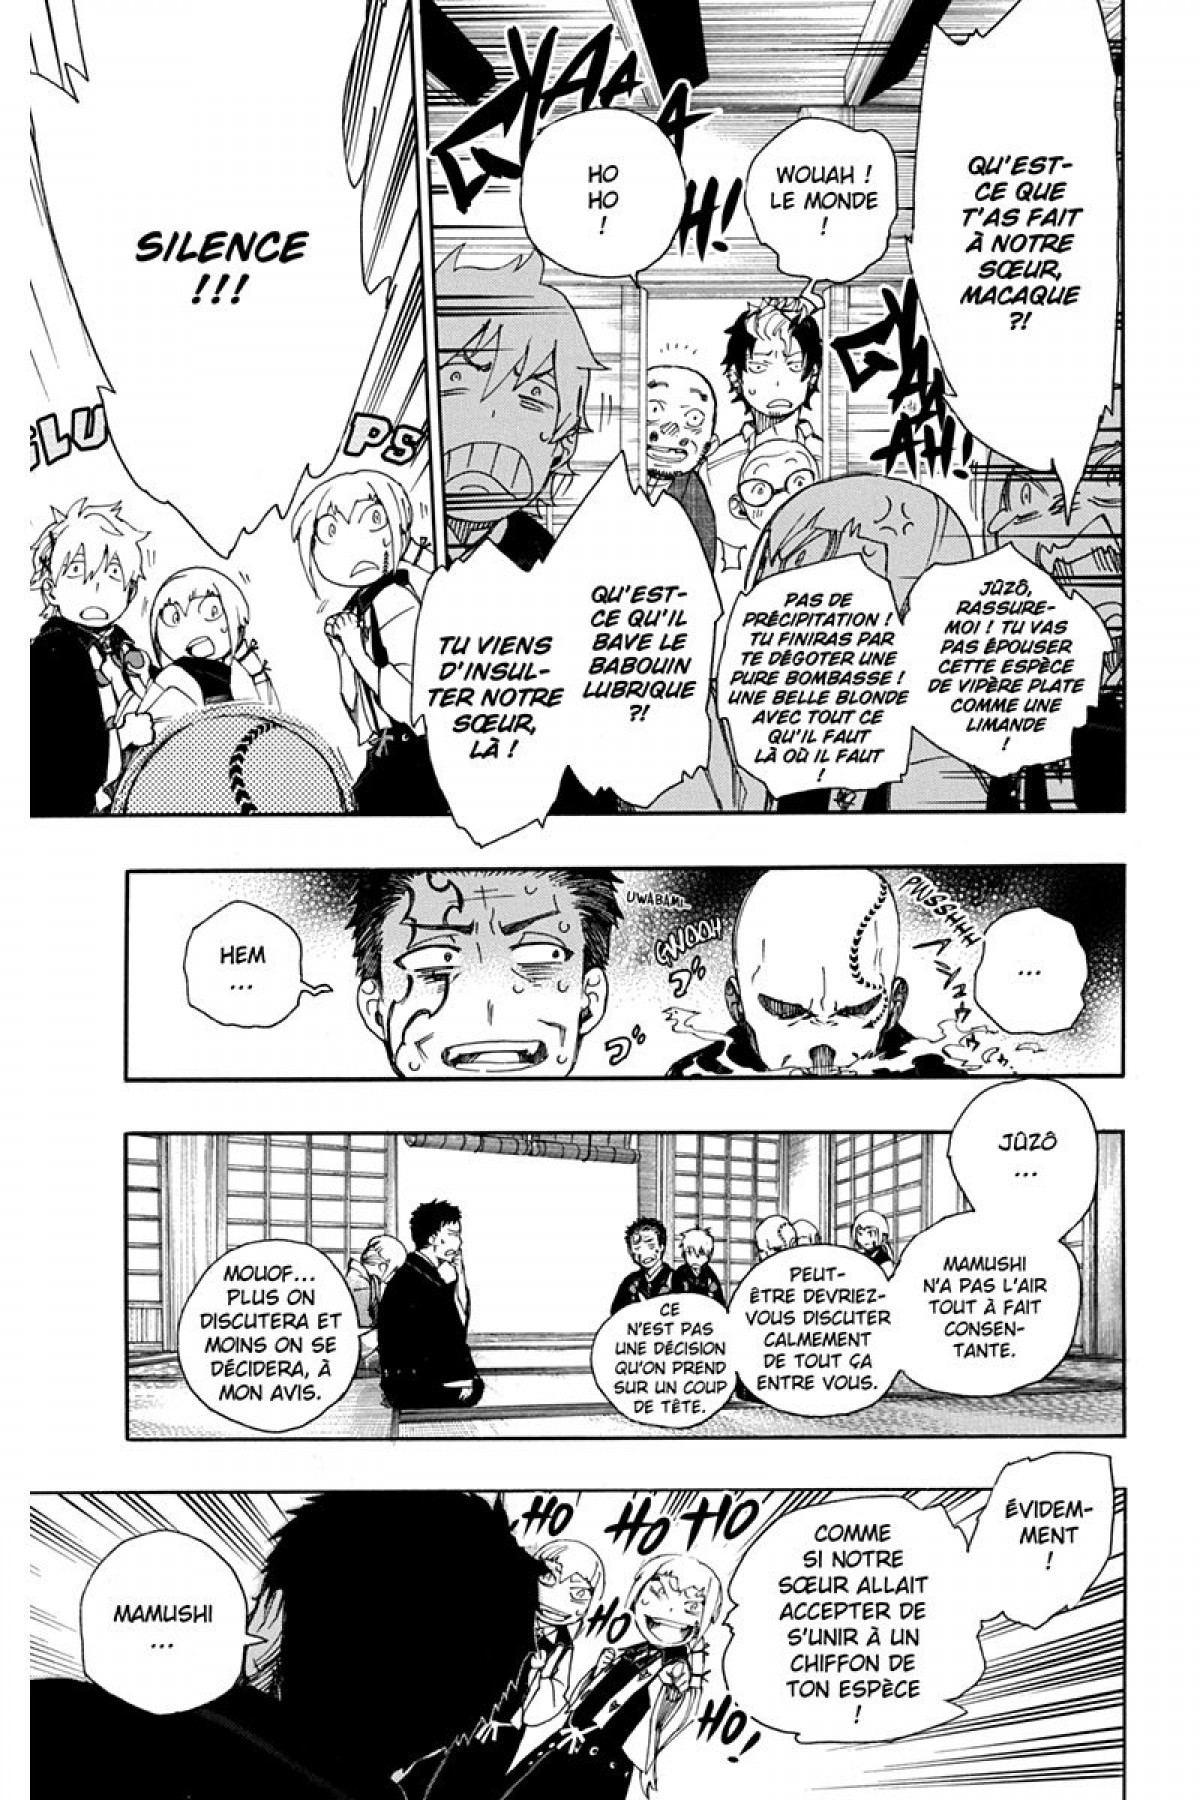 QU'EST-
CE QUE
T'AS FAIT
À NOTRE
SŒUR,
MACAQUE
?!
WOUAH !
LE MONDE
!
HO
HO
!
GYAAAAH!
GYAAAAAH!
JÛZÔ,
RASSURE-
MOI ! TU VAS
PAS ÉPOUSER
CETTE ESPÈCE
DE VIPÈRE PLATE
COMME UNE
LIMANDE
!
PAS DE
PRÉCIPITATION !
TU FINIRAS PAR
TE DÉGOTER UNE
PURE BOMBASSE !
UNE BELLE BLONDE
AVEC TOUT CE
QU'IL FAUT
LÀ OÙ IL FAUT
!
QU'EST-
CE QU'IL
BAVE LE
BABOUIN
LUBRIQUE
?!
TU VIENS
D'INSUL-
TER NOTRE
SŒUR,
LÀ !
SILENCE
!!!
PS
GLU
...
PWSSHHH
UWABAMI...
GWOOH
HEM
...
JÛZÔ
...
MAMUSHI
N'A PAS L'AIR
TOUT À FAIT
CONSEN-
TANTE.
PEUT-
ÊTRE DEVRIEZ-
VOUS DISCUTER
CALMEMENT
DE TOUT ÇA
ENTRE VOUS.
CE
N'EST PAS
UNE DÉCISION
QU'ON PREND
SUR UN COUP
DE TÊTE.
MOUOF...
PLUS ON
DISCUTERA ET
MOINS ON SE
DÉCIDERA, À
MON AVIS.
ÉVIDEM-
MENT
!
COMME
SI NOTRE
SŒUR ALLAIT
ACCEPTER DE
S'UNIR À UN
CHIFFON DE
TON ESPÈCE
!
HO HO HO
HO
HO!
MAMUSHI
...